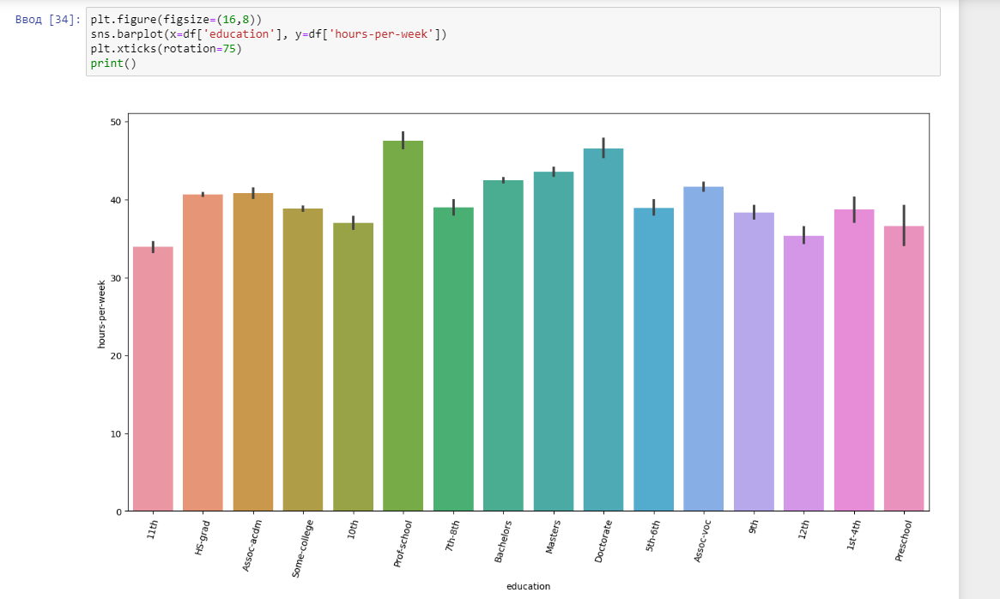 Ввод [34]: plt.figure(figsize=(16,8))
sns.barplot(x=df['education'], y=df['hours-per-week'])
plt.xticks(rotation=75)
print()
50
40
30
20
10
0
hours-per-week
11th
HS-grad
Assoc-acdm
Some-college
10th
Prof-school
7th-8th
Bachelors
Masters
Doctorate
5th-6th
Assoc-voc
9th
12th
1st-4th
Preschool
education